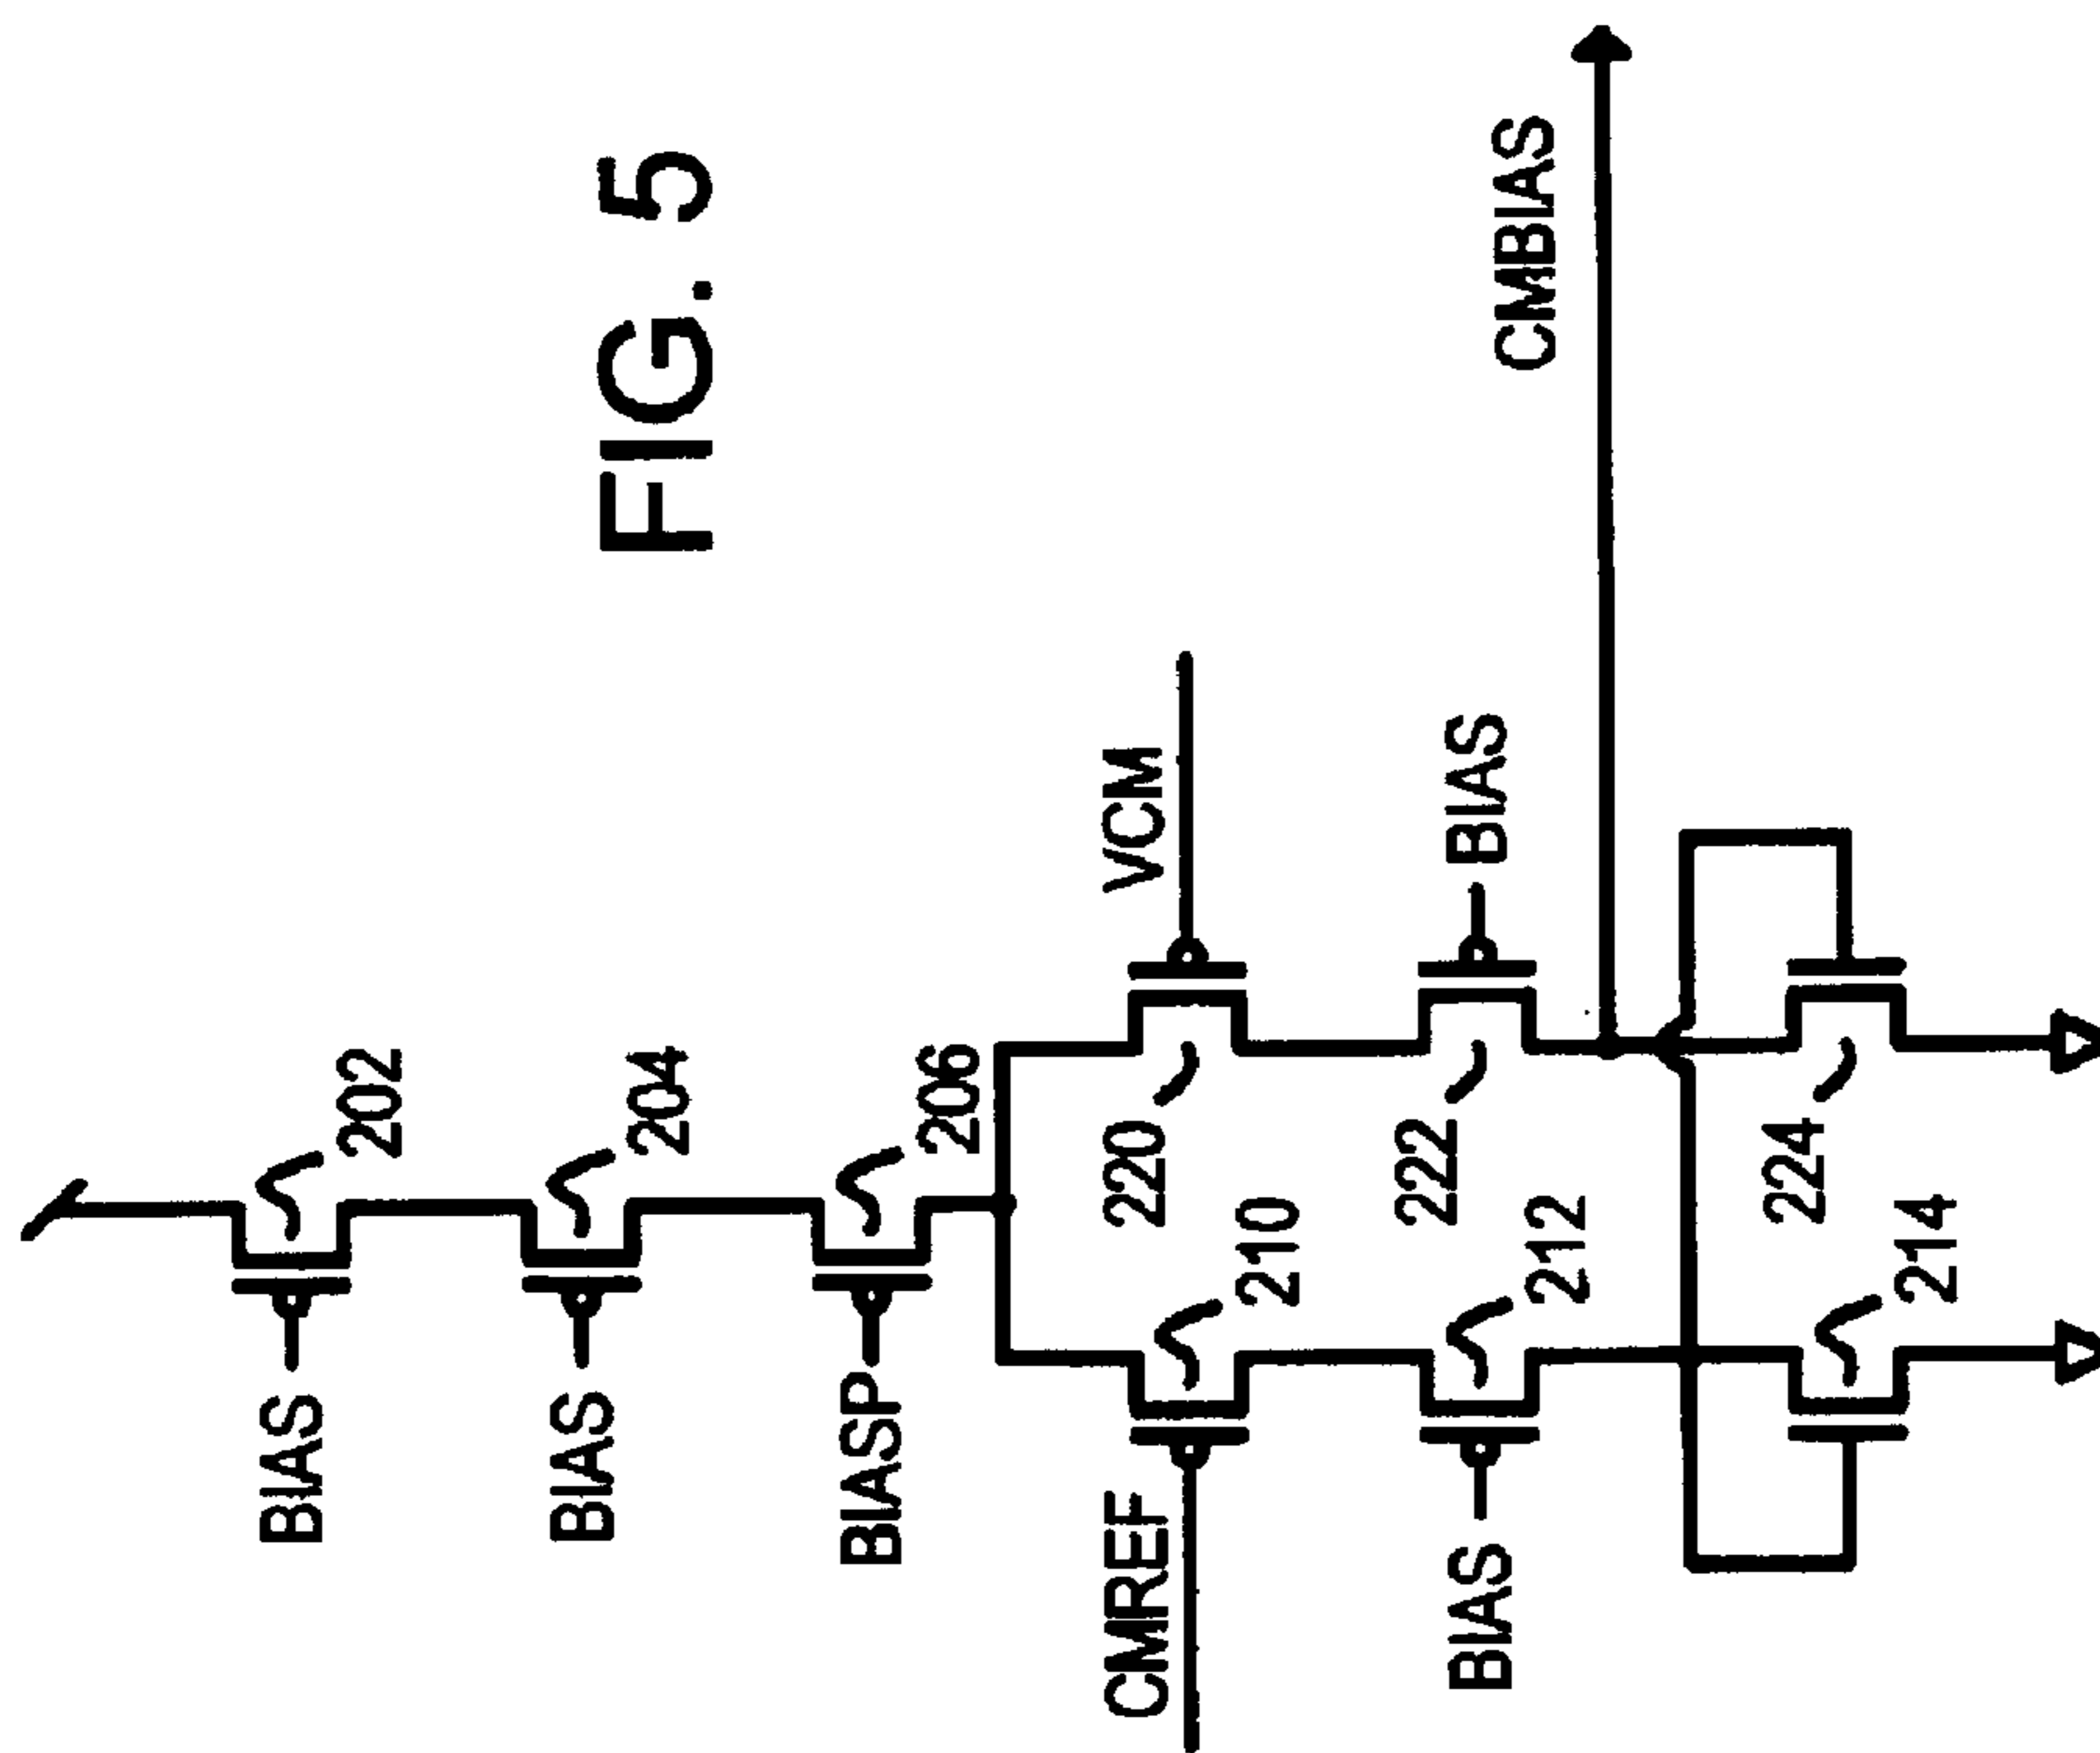 FIG. 5
BIAS
202
BIAS
204
BIASP
206
CMREF
210
220
VCM
BIAS
212
222
BIAS
CMBIAS
214
224